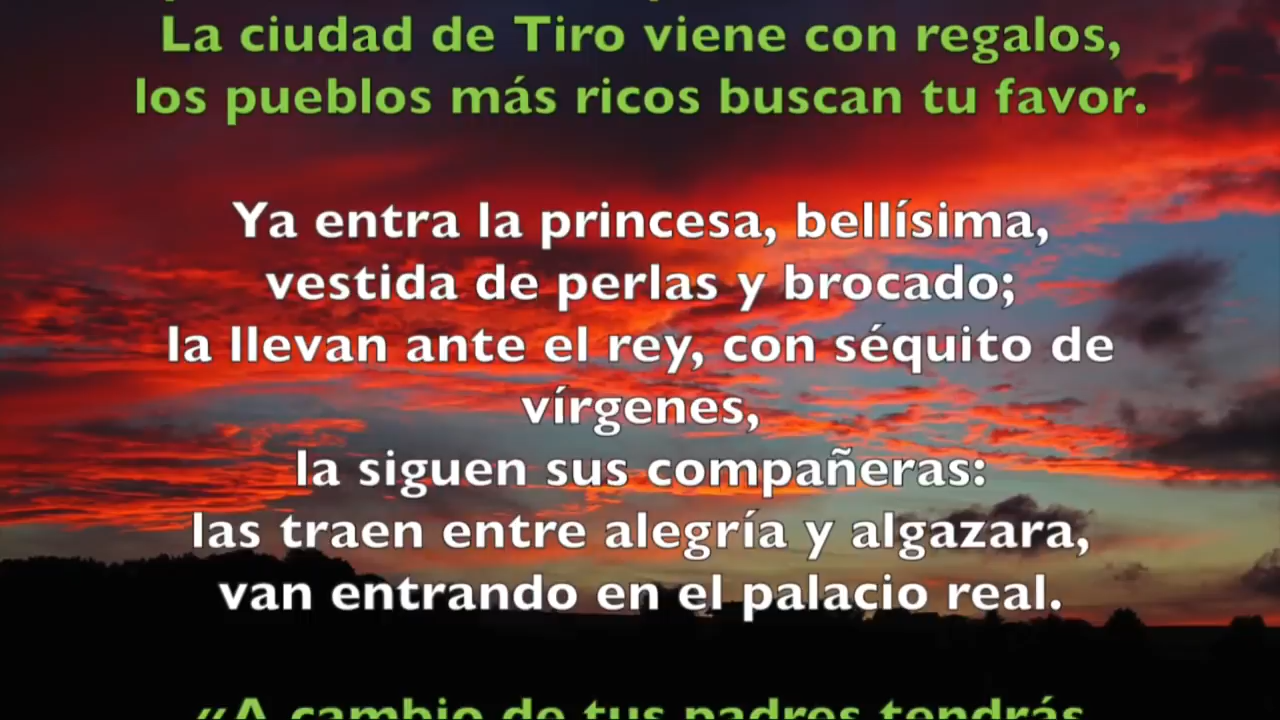 La ciudad de Tiro viene con regalos,
los pueblos más ricos buscan tu favor.
Ya entra la princesa, bellísima,
vestida de perlas y brocado;
la llevan ante el rey, con séquito de
vírgenes,
la siguen sus compañeras:
las traen entre alegría y algazara,
van entrando en el palacio real.
«A cambio de tus padres tendrás